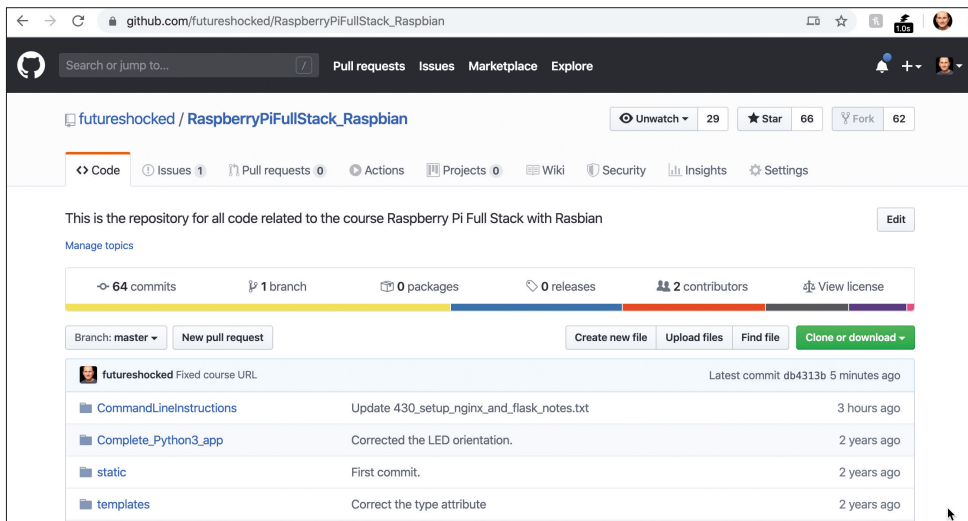 github.com/futureshocked/RaspberryPiFullStack_Raspbian
1.0s
Search or jump to... /
Pull requests Issues Marketplace Explore
futureshocked / RaspberryPiFullStack_Raspbian
Unwatch 29 Star 66 Fork 62
Code Issues 1 Pull requests 0 Actions Projects 0 Wiki Security Insights Settings
This is the repository for all code related to the course Raspberry Pi Full Stack with Rasbian Edit
Manage topics
64 commits 1 branch 0 packages 0 releases 2 contributors View license
Branch: master New pull request Create new file Upload files Find file Clone or download
futureshocked Fixed course URL Latest commit db4313b 5 minutes ago
CommandLineInstructions Update 430_setup_nginx_and_flask_notes.txt 3 hours ago
Complete_Python3_app Corrected the LED orientation. 2 years ago
static First commit. 2 years ago
templates Correct the type attribute 2 years ago